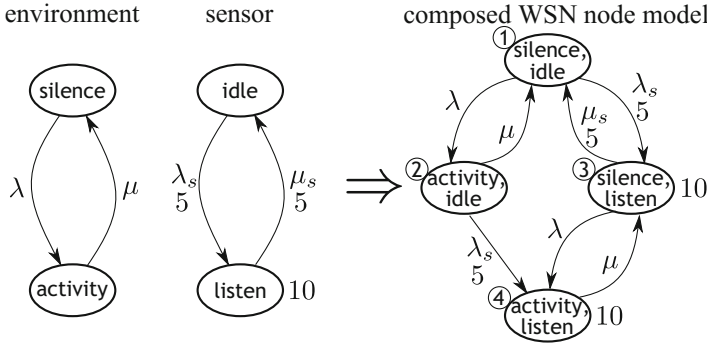 environment sensor composed WSN node model
silence
λ
μ
activity
idle
λs
5
μs
5
listen 10
⇒
① silence,
idle
λ
μ
μs
5
λs
5
② activity,
idle
③ silence,
listen 10
λs
5
λ
μ
④ activity,
listen 10